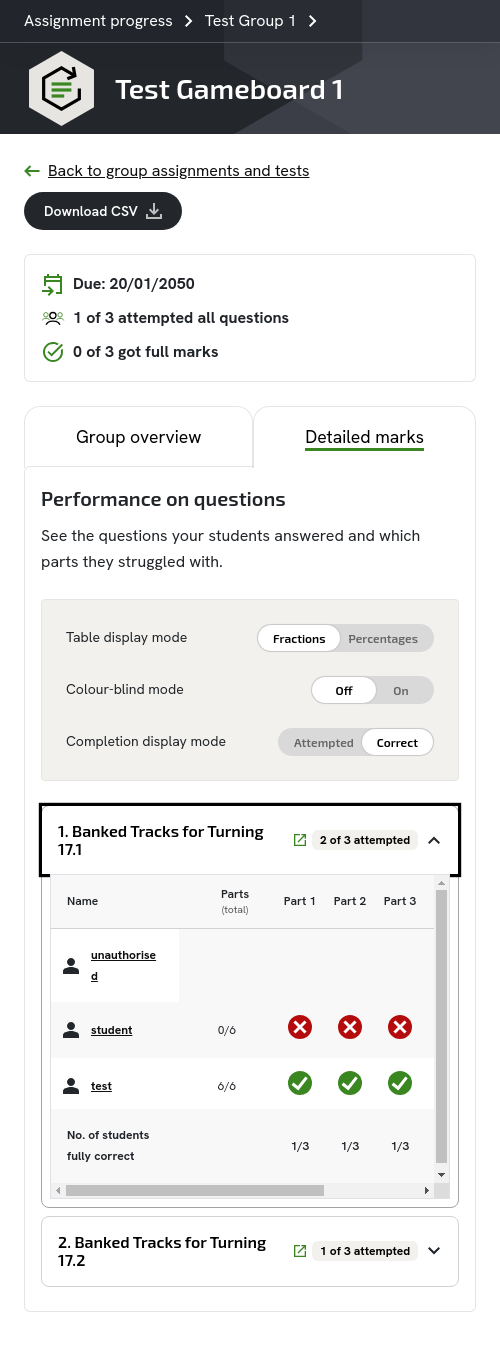 Assignment progress > Test Group 1 >
Test Gameboard 1
Back to group assignments and tests
Download CSV
Due: 20/01/2050
1 of 3 attempted all questions
0 of 3 got full marks
Group overview Detailed marks
Performance on questions
See the questions your students answered and which
parts they struggled with.
Table display mode Fractions Percentages
Colour-blind mode Off On
Completion display mode Attempted Correct
1. Banked Tracks for Turning
17.1
2 of 3 attempted
Name Parts (total) Part 1 Part 2 Part 3
unauthorise
d
student 0/6
test 6/6
No. of students
fully correct
1/3 1/3 1/3
2. Banked Tracks for Turning
17.2
1 of 3 attempted